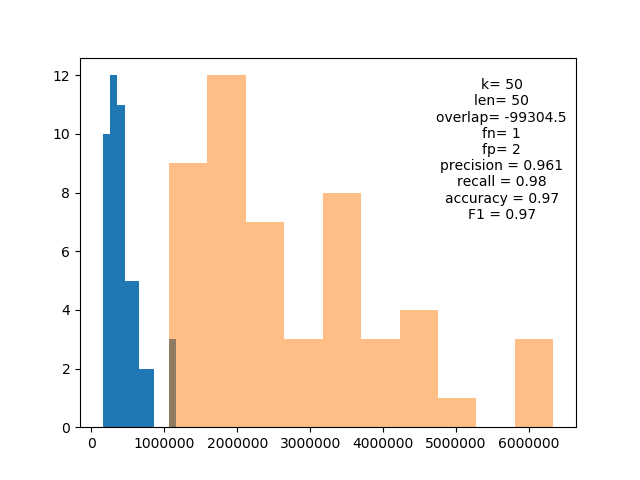 12
10
8
6
4
2
0
k= 50
len= 50
overlap= -99304.5
fn= 1
fp= 2
precision = 0.961
recall = 0.98
accuracy = 0.97
F1 = 0.97
0 1000000 2000000 3000000 4000000 5000000 6000000